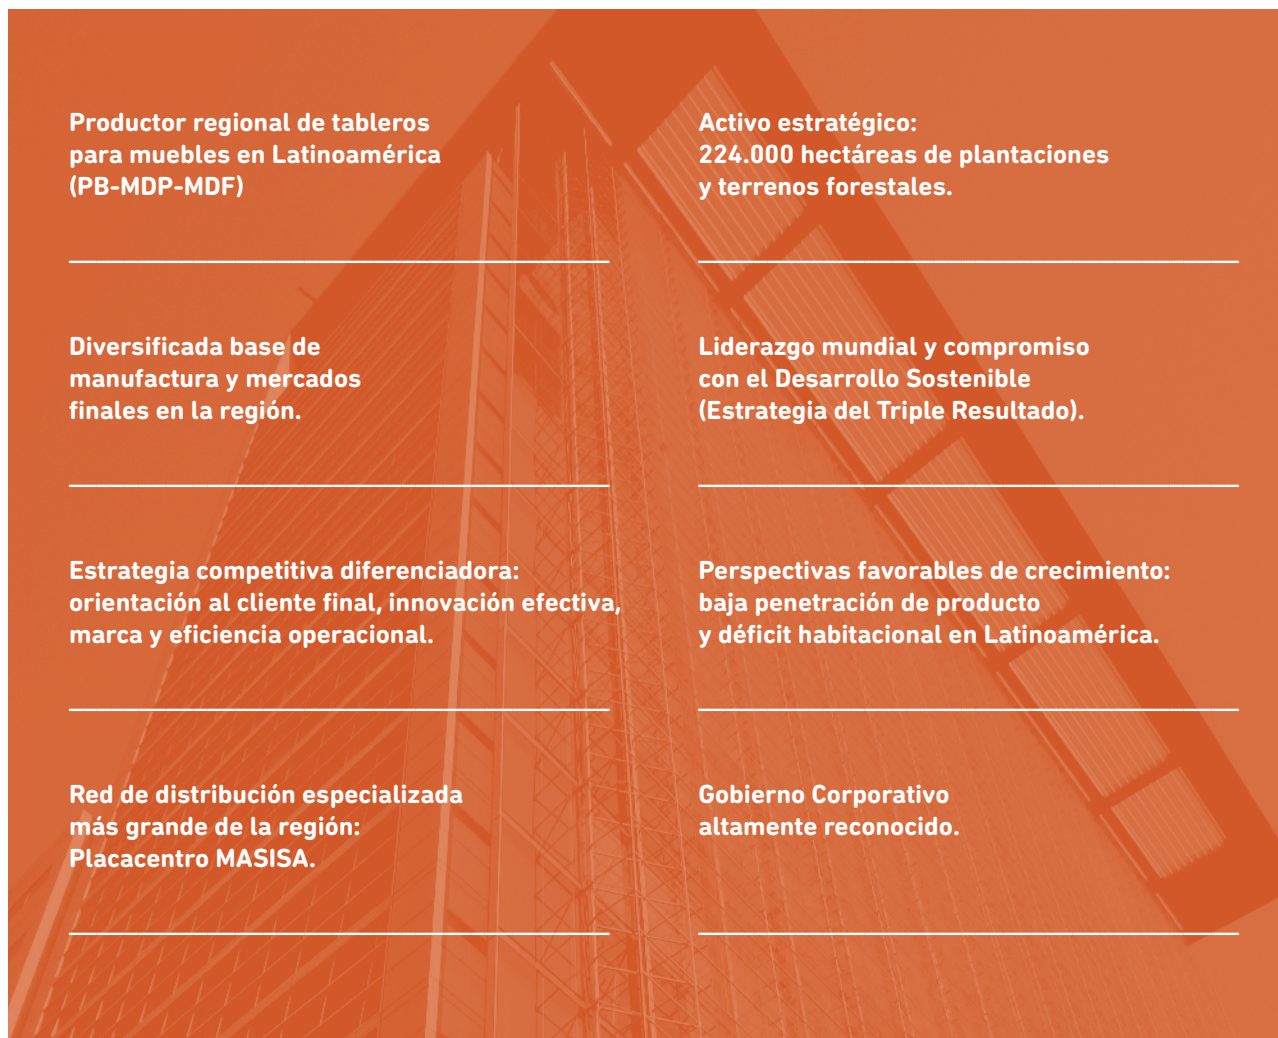 Productor regional de tableros
para muebles en Latinoamérica
(PB-MDP-MDF)
Diversificada base de
manufactura y mercados
finales en la región.
Estrategia competitiva diferenciadora:
orientación al cliente final, innovación efectiva,
marca y eficiencia operacional.
Red de distribución especializada
más grande de la región:
Placacentro MASISA.
Activo estratégico:
224.000 hectáreas de plantaciones
y terrenos forestales.
Liderazgo mundial y compromiso
con el Desarrollo Sostenible
(Estrategia del Triple Resultado).
Perspectivas favorables de crecimiento:
baja penetración de producto
y déficit habitacional en Latinoamérica.
Gobierno Corporativo
altamente reconocido.